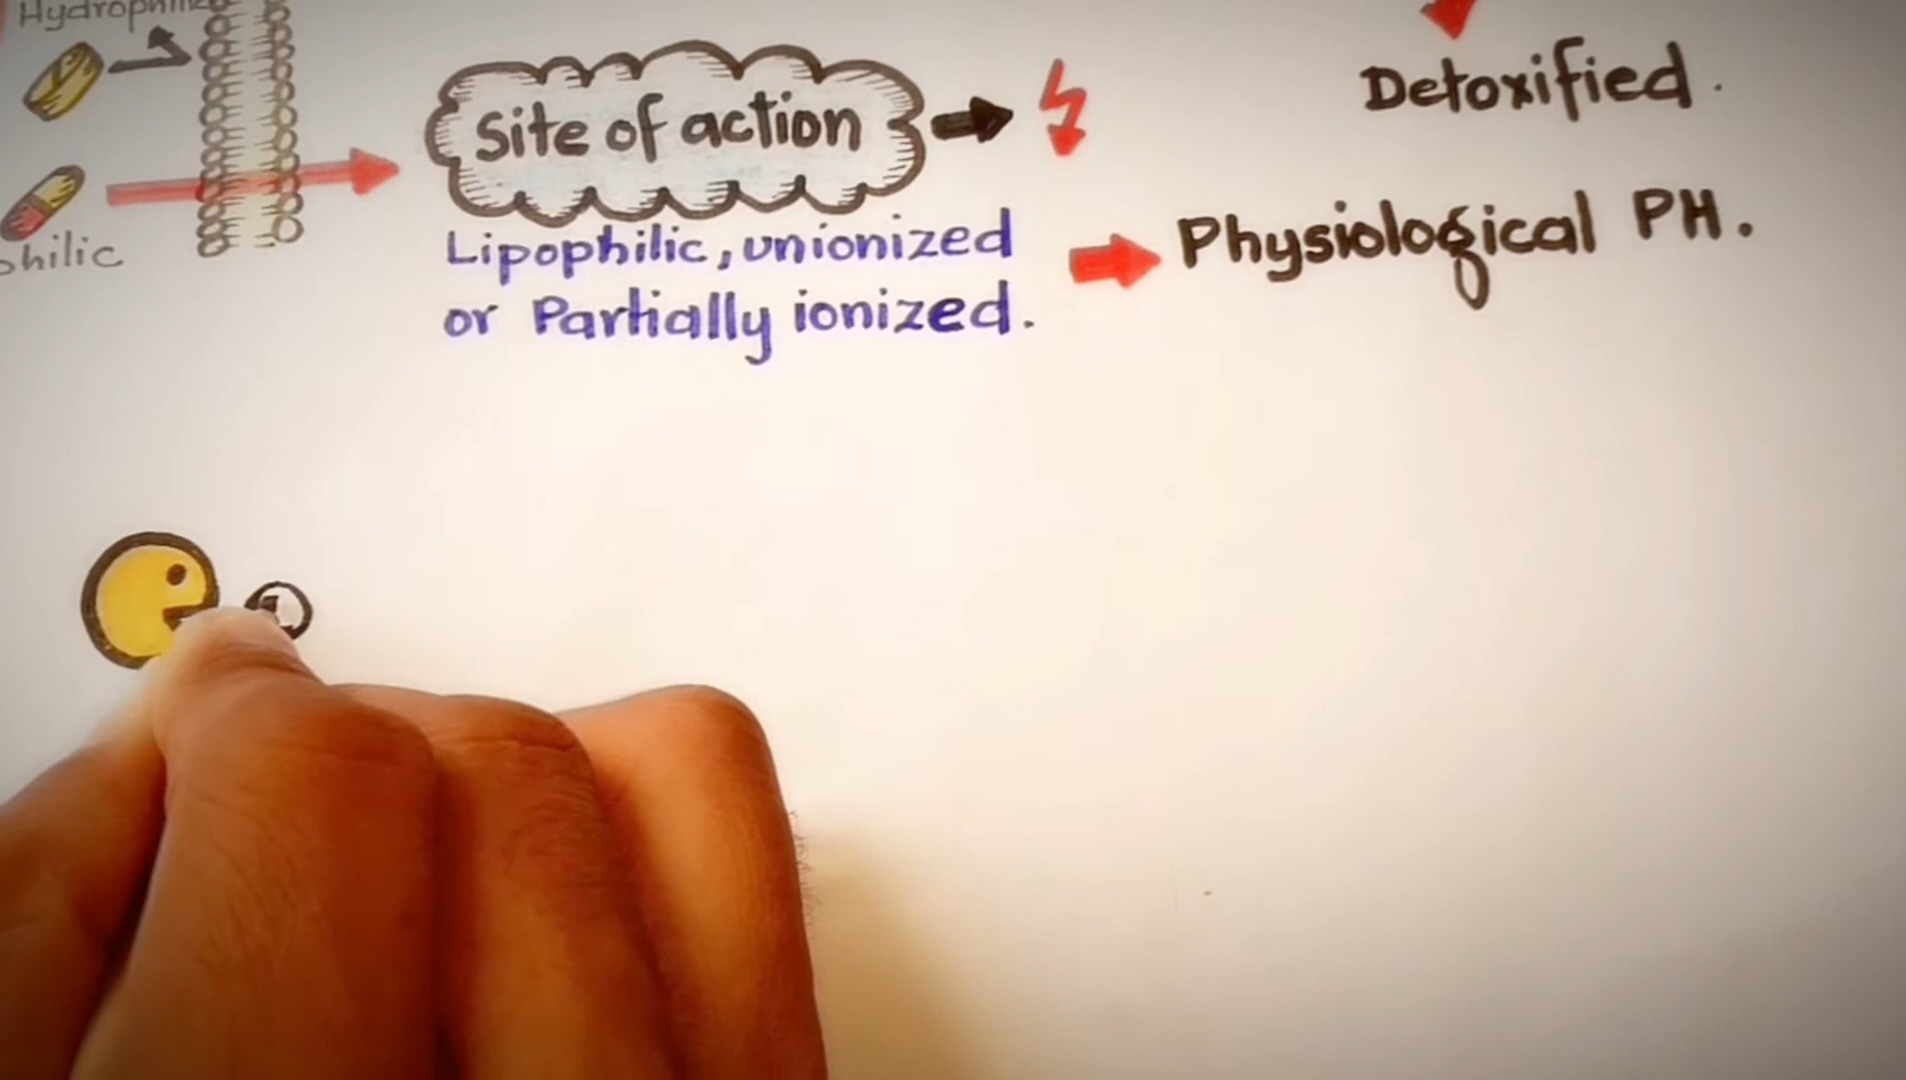 Site of action
Detoxified.
Lipophilic, unionized
or Partially ionized.
Physiological PH.